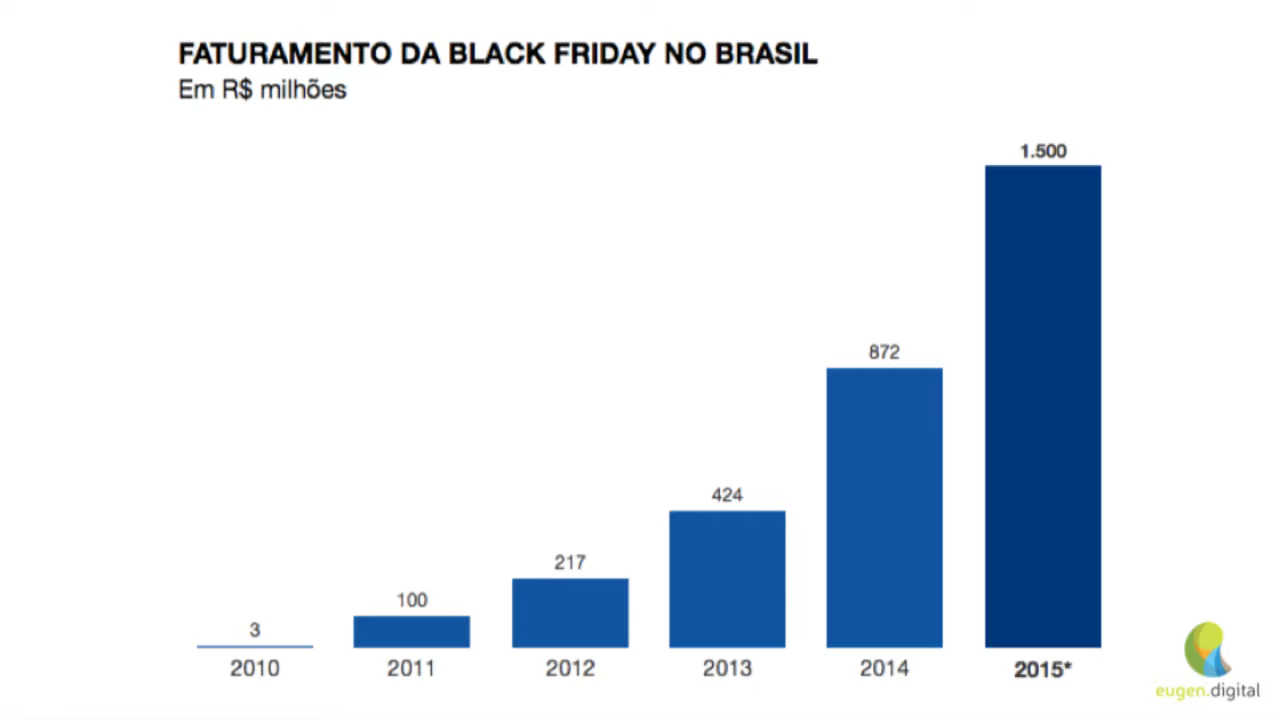 FATURAMENTO DA BLACK FRIDAY NO BRASIL
Em R$ milhões
1.500
872
424
217
100
3
2010 2011 2012 2013 2014 2015*
eugen.digital